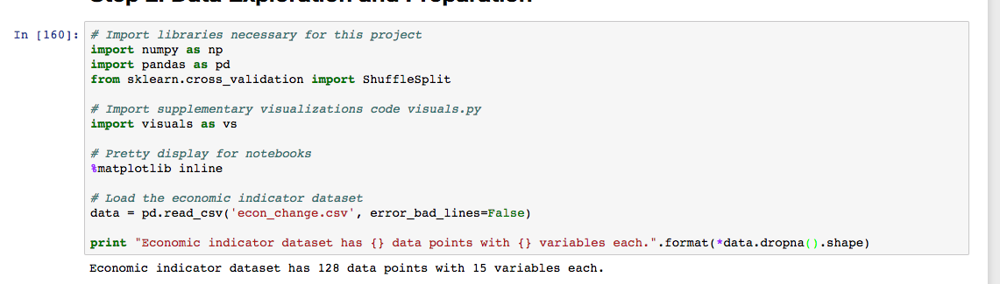 Step 2: Data Exploration and Preparation
In [160]: # Import libraries necessary for this project
import numpy as np
import pandas as pd
from sklearn.cross_validation import ShuffleSplit
# Import supplementary visualizations code visuals.py
import visuals as vs
# Pretty display for notebooks
%matplotlib inline
# Load the economic indicator dataset
data = pd.read_csv('econ_change.csv', error_bad_lines=False)
print "Economic indicator dataset has {} data points with {} variables each.".format(*data.dropna().shape)
Economic indicator dataset has 128 data points with 15 variables each.